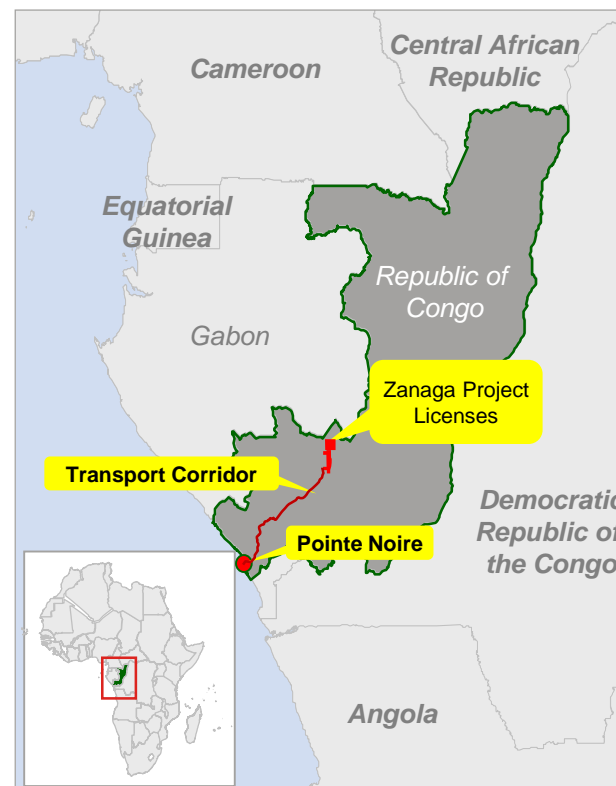 Central African
Republic
Cameroon
Equatorial
Guinea
Republic of
Congo
Gabon
Zanaga Project
Licenses
Transport Corridor
Democratic
Republic of
the Congo
Pointe Noire
Angola